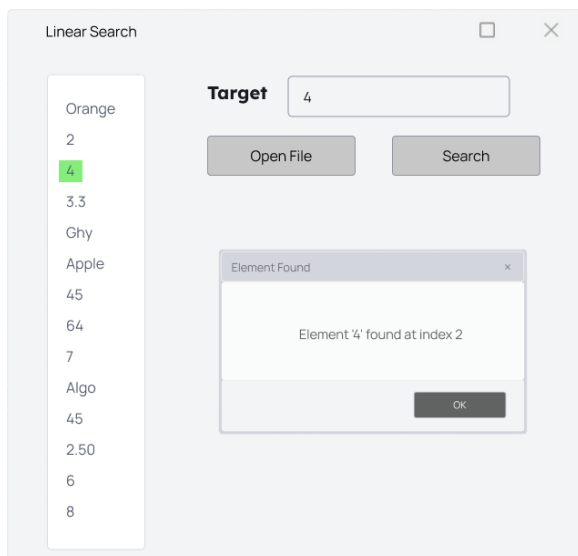 Linear Search
Orange
2
4
3.3
Ghy
Apple
45
64
7
Algo
45
2.50
6
8
Target
4
Open File
Search
Element Found
Element '4' found at index 2
OK